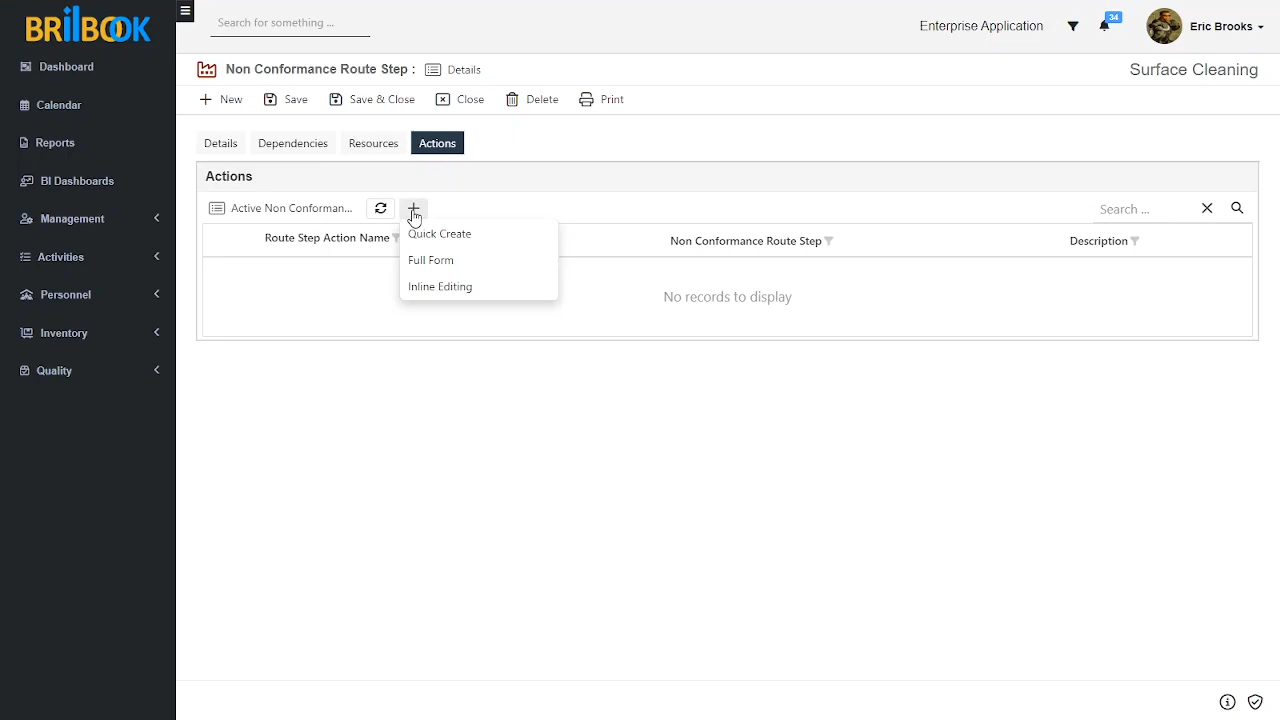 BRILBOOK
Dashboard
Calendar
Reports
BI Dashboards
Management
Activities
Personnel
Inventory
Quality
Search for something ...
Enterprise Application
34
Eric Brooks
Non Conformance Route Step :
Details
Surface Cleaning
New
Save
Save & Close
Close
Delete
Print
Details
Dependencies
Resources
Actions
Actions
Active Non Conforman...
Search ...
Route Step Action Name
Non Conformance Route Step
Description
Quick Create
Full Form
Inline Editing
No records to display